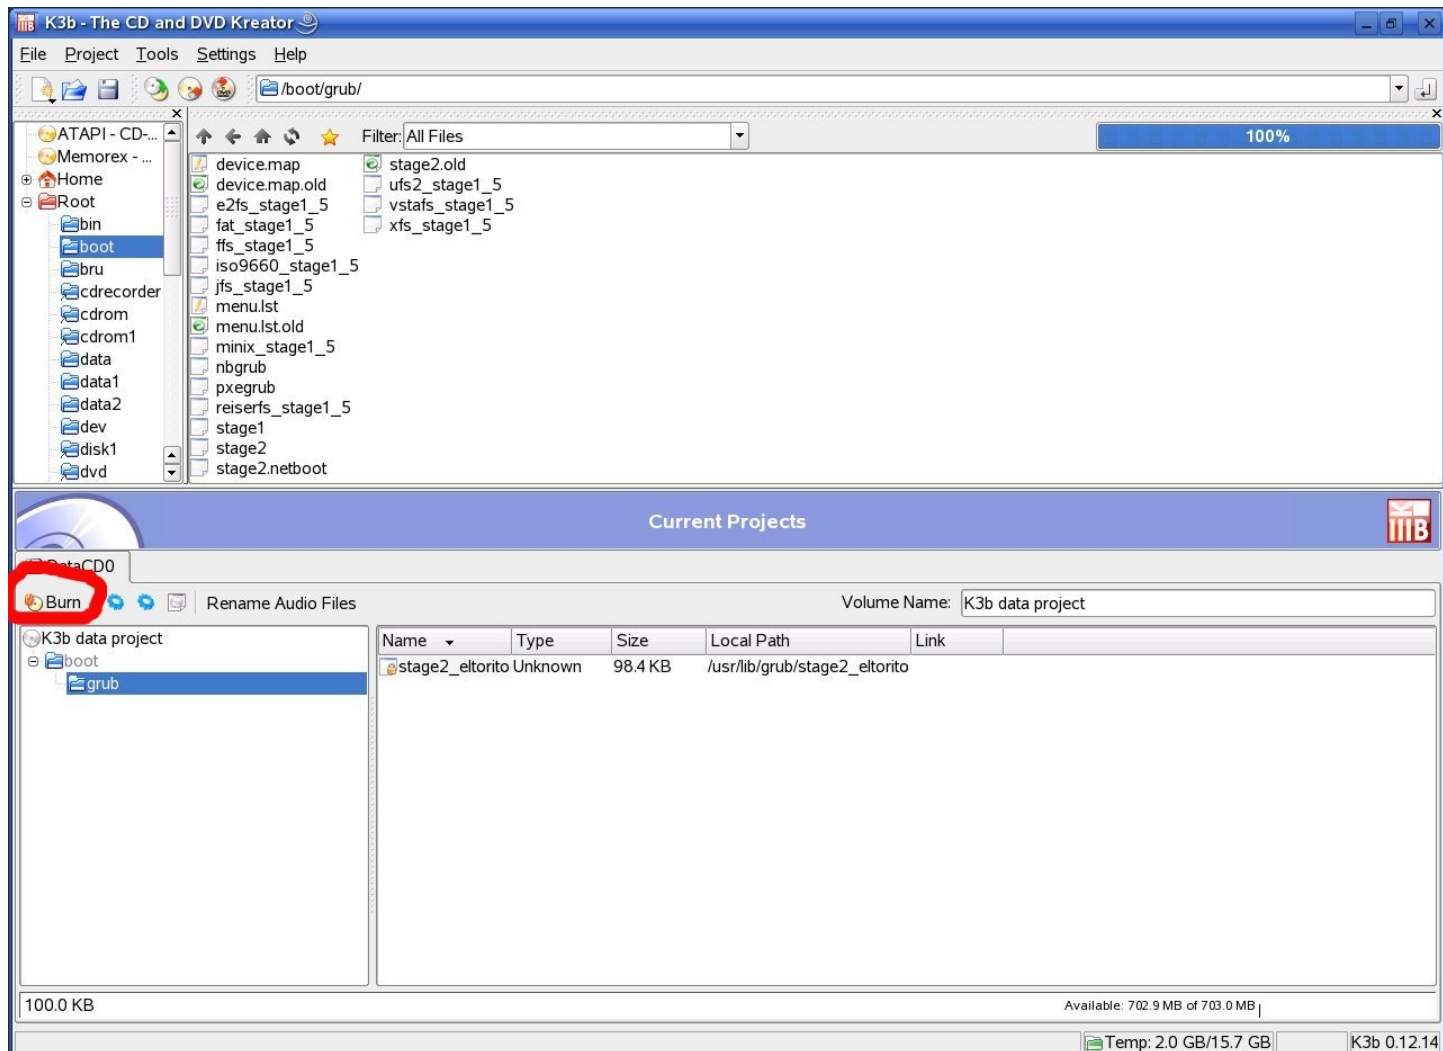 K3b - The CD and DVD Kreator
File Project Tools Settings Help
/boot/grub/
ATAPI - CD-...
Memorex - ...
Home
Root
bin
boot
bru
cdrecorder
cdrom
cdrom1
data
data1
data2
dev
disk1
dvd
Filter: All Files
100%
device.map
device.map.old
e2fs_stage1_5
fat_stage1_5
ffs_stage1_5
iso9660_stage1_5
jfs_stage1_5
menu.lst
menu.lst.old
minix_stage1_5
nbgrub
pxegrub
reiserfs_stage1_5
stage1
stage2
stage2.netboot
stage2.old
ufs2_stage1_5
vstafs_stage1_5
xfs_stage1_5
Current Projects
DataCD0
Burn Rename Audio Files Volume Name: K3b data project
K3b data project
boot
grub
Name Type Size Local Path Link
stage2_eltorito Unknown 98.4 KB /usr/lib/grub/stage2_eltorito
100.0 KB Available: 702.9 MB of 703.0 MB
Temp: 2.0 GB/15.7 GB K3b 0.12.14